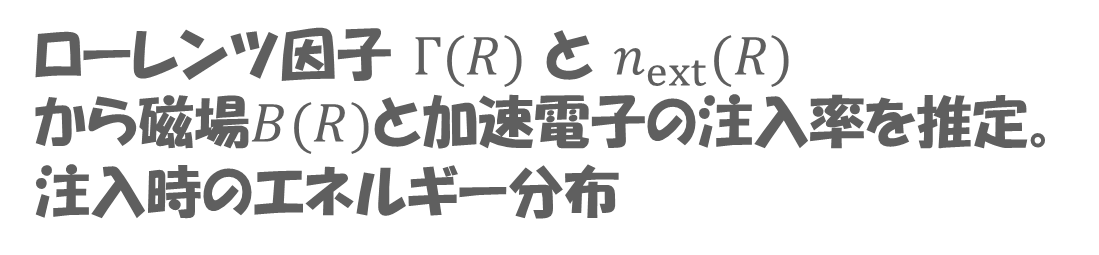 ローレンツ因子 Γ(R) と n_ext(R)
から磁場B(R)と加速電子の注入率を推定。
注入時のエネルギー分布